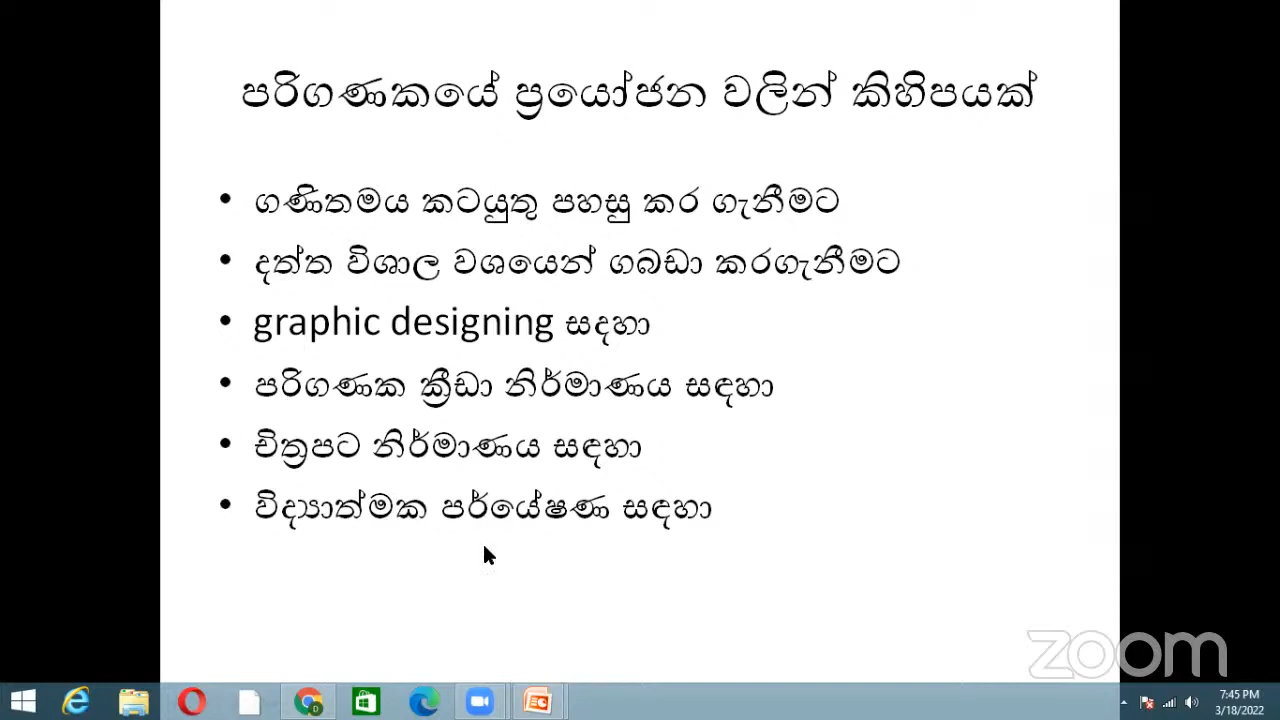 පරිගණකයේ ප්‍රයෝජන වලින් කිහිපයක්
• ගණිතමය කටයුතු පහසු කර ගැනීමට
• දත්ත විශාල වශයෙන් ගබඩා කරගැනීමට
• graphic designing සදහා
• පරිගණක ක්‍රීඩා නිර්මාණය සඳහා
• චිත්‍රපට නිර්මාණය සඳහා
• විද්‍යාත්මක පර්යේෂණ සඳහා
zoom
7:45 PM
3/18/2022